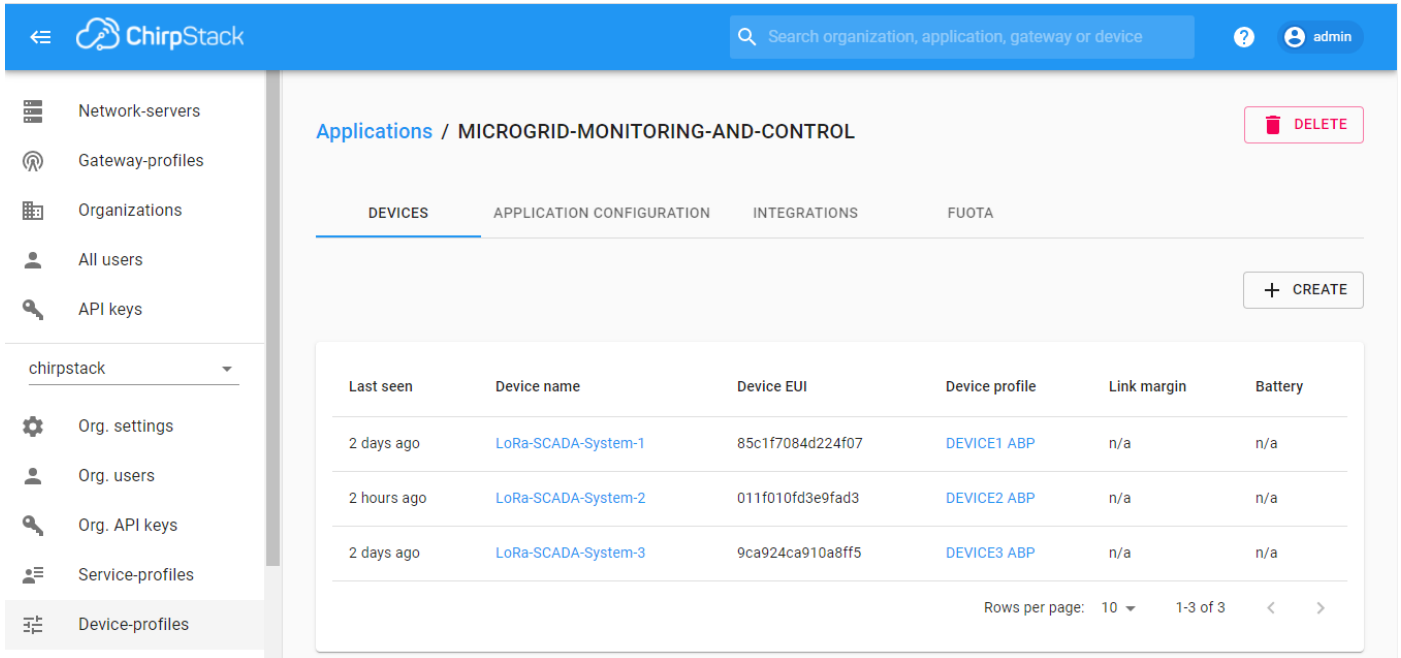 ChirpStack
Search organization, application, gateway or device
?
admin
Network-servers
Gateway-profiles
Organizations
All users
API keys
chirpstack
Org. settings
Org. users
Org. API keys
Service-profiles
Device-profiles
Applications / MICROGRID-MONITORING-AND-CONTROL
DELETE
DEVICES APPLICATION CONFIGURATION INTEGRATIONS FUOTA
+ CREATE
Last seen Device name Device EUI Device profile Link margin Battery
2 days ago LoRa-SCADA-System-1 85c1f7084d224f07 DEVICE1 ABP n/a n/a
2 hours ago LoRa-SCADA-System-2 011f010fd3e9fad3 DEVICE2 ABP n/a n/a
2 days ago LoRa-SCADA-System-3 9ca924ca910a8ff5 DEVICE3 ABP n/a n/a
Rows per page: 10 1-3 of 3 < >